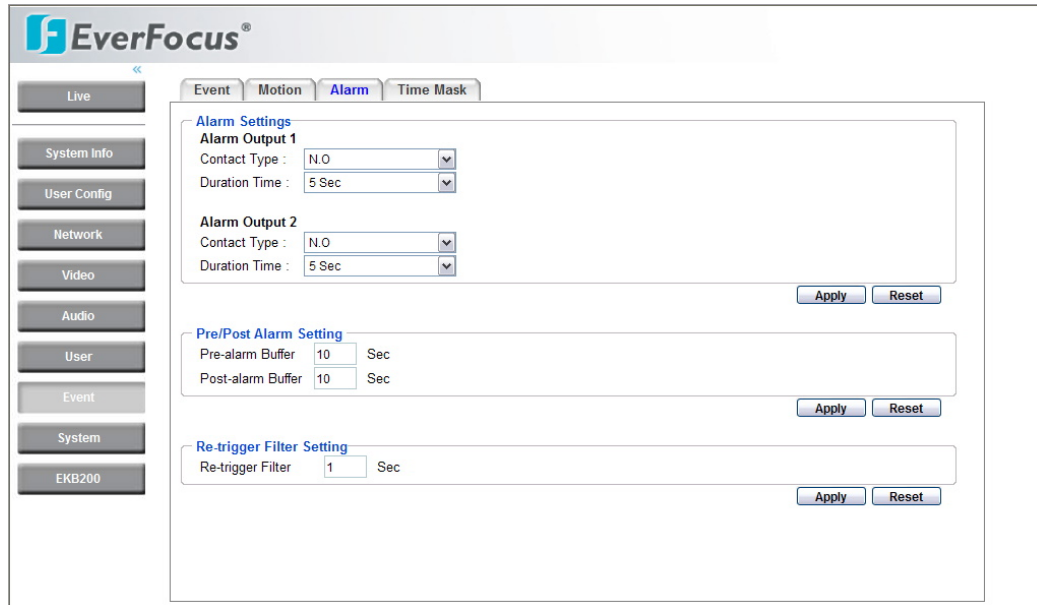 EverFocus®
«
Live
System Info
User Config
Network
Video
Audio
User
Event
System
EKB200
Event Motion Alarm Time Mask
Alarm Settings
Alarm Output 1
Contact Type : N.O
Duration Time : 5 Sec
Alarm Output 2
Contact Type : N.O
Duration Time : 5 Sec
Apply Reset
Pre/Post Alarm Setting
Pre-alarm Buffer 10 Sec
Post-alarm Buffer 10 Sec
Apply Reset
Re-trigger Filter Setting
Re-trigger Filter 1 Sec
Apply Reset